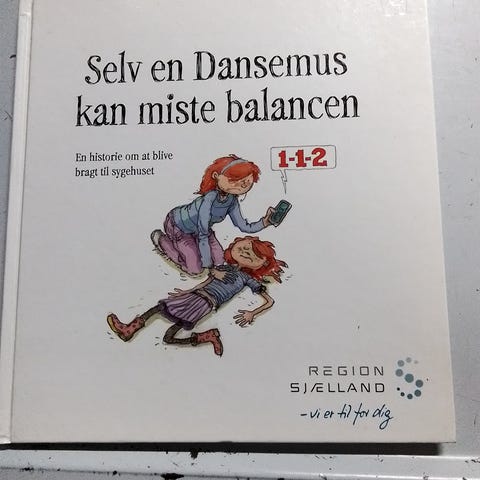 Selv en Dansemus
kan miste balancen
En historie om at blive
bragt til sygehuset
1-1-2
REGION
SJÆLLAND
- vi er til for dig